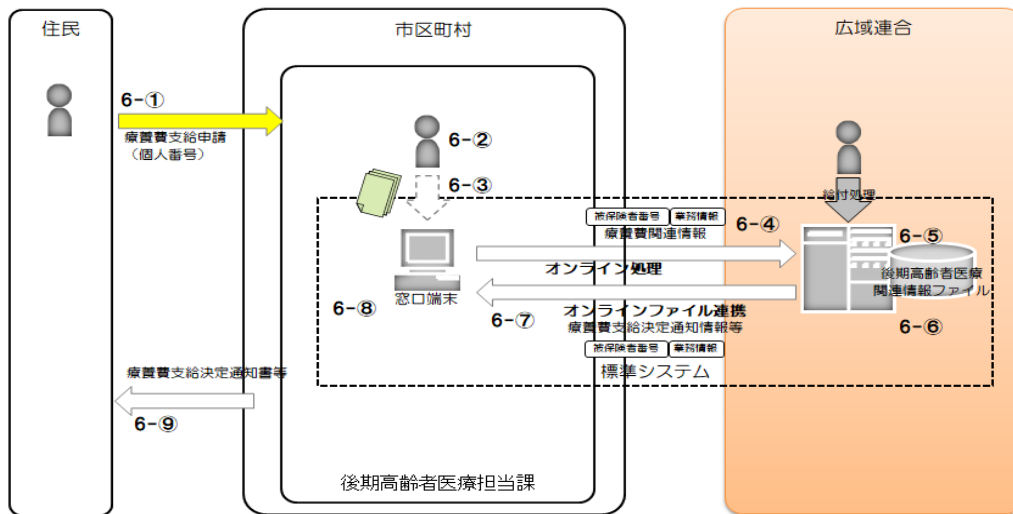 住民
市区町村
広域連合
6-①
療養費支給申請
（個人番号）
6-②
6-③
給付処理
被保険者番号 業務情報
療養費関連情報
6-④
6-⑤
オンライン処理
後期高齢者医療
関連情報ファイル
窓口端末
6-⑧
6-⑦
オンラインファイル連携
療養費支給決定通知情報等
6-⑥
被保険者番号 業務情報
標準システム
療養費支給決定通知書等
6-⑨
後期高齢者医療担当課